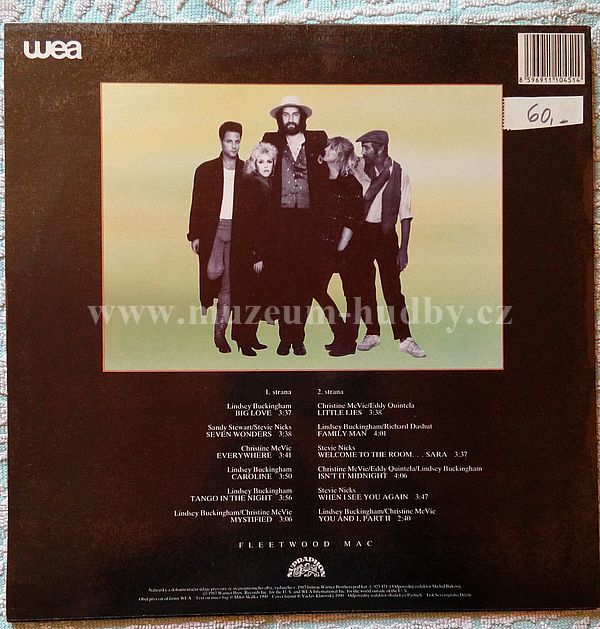 wea
8 596911 104514
60,-
www.muzeum-hudby.cz
1. strana
Lindsey Buckingham
BIG LOVE 3:37
Sandy Stewart/Stevie Nicks
SEVEN WONDERS 3:38
Christine McVie
EVERYWHERE 3:41
Lindsey Buckingham
CAROLINE 3:50
Lindsey Buckingham
TANGO IN THE NIGHT 3:56
Lindsey Buckingham/Christine McVie
MYSTIFIED 3:06
2. strana
Christine McVie/Eddy Quintela
LITTLE LIES 3:38
Lindsey Buckingham/Richard Dashut
FAMILY MAN 4:01
Stevie Nicks
WELCOME TO THE ROOM. . . SARA 3:37
Christine McVie/Eddy Quintela/Lindsey Buckingham
ISN'T IT MIDNIGHT 4:06
Stevie Nicks
WHEN I SEE YOU AGAIN 3:47
Lindsey Buckingham/Christine McVie
YOU AND I, PART II 2:40
FLEETWOOD MAC
SUPRAPHON